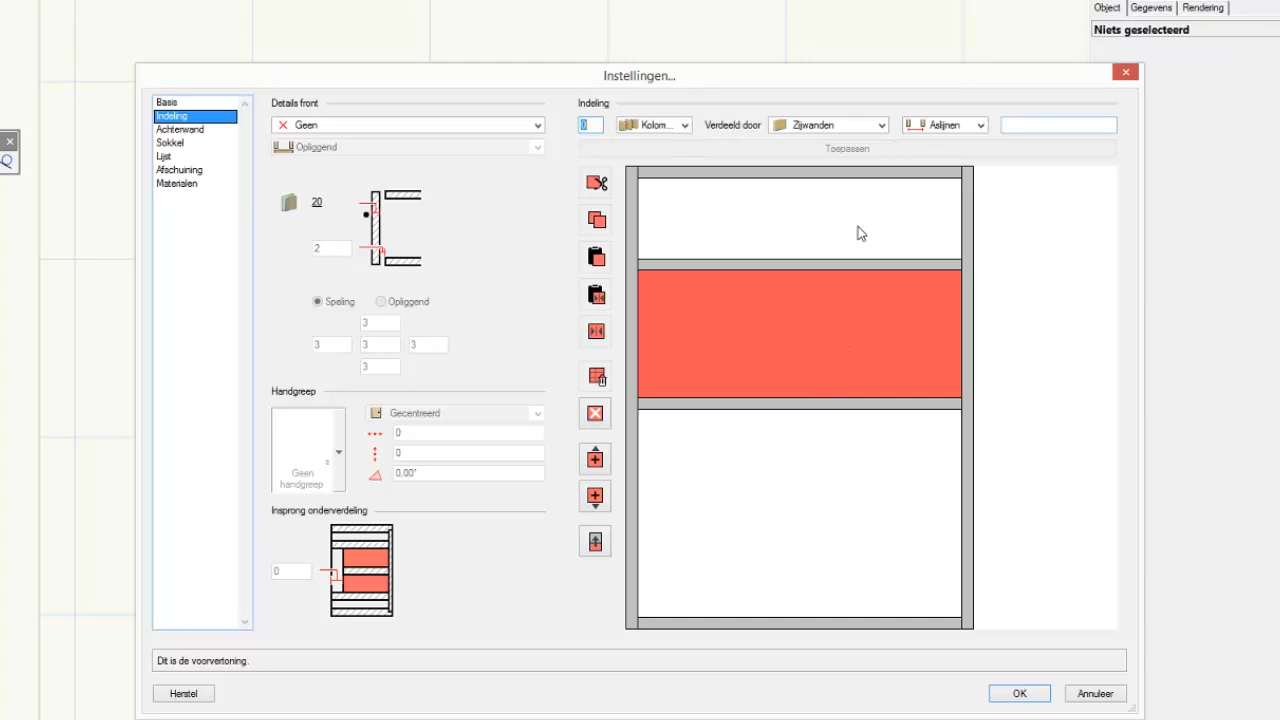 Object Gegevens Rendering
Niets geselecteerd
Instellingen...
Basis
Indeling
Achterwand
Sokkel
Lijst
Afschuining
Materialen
Details front
Geen
Opliggend
20
2
Speling Opliggend
3
3 3 3
3
Handgreep
Geen handgreep
Gecentreerd
0
0
0,00°
Insprong onderverdeling
0
Indeling
0 Kolom... Verdeeld door Zijwanden Aslijnen
Toepassen
Dit is de voorvertoning.
Herstel OK Annuleer